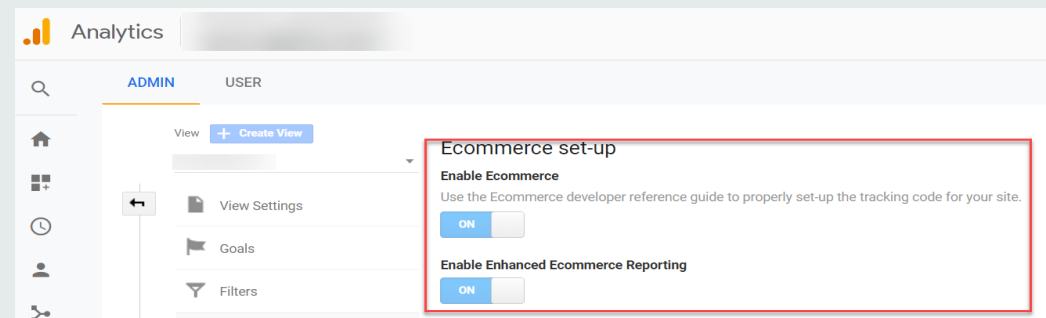 Analytics
ADMIN USER
View + Create View
View Settings
Goals
Filters
Ecommerce set-up
Enable Ecommerce
Use the Ecommerce developer reference guide to properly set-up the tracking code for your site.
ON
Enable Enhanced Ecommerce Reporting
ON